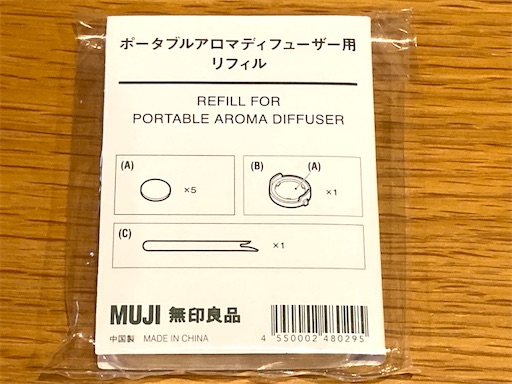 ポータブルアロマディフューザー用
リフィル
REFILL FOR
PORTABLE AROMA DIFFUSER
(A)
×5
(B) (A)
×1
(C)
×1
MUJI 無印良品
中国製 MADE IN CHINA
4 550002 480295